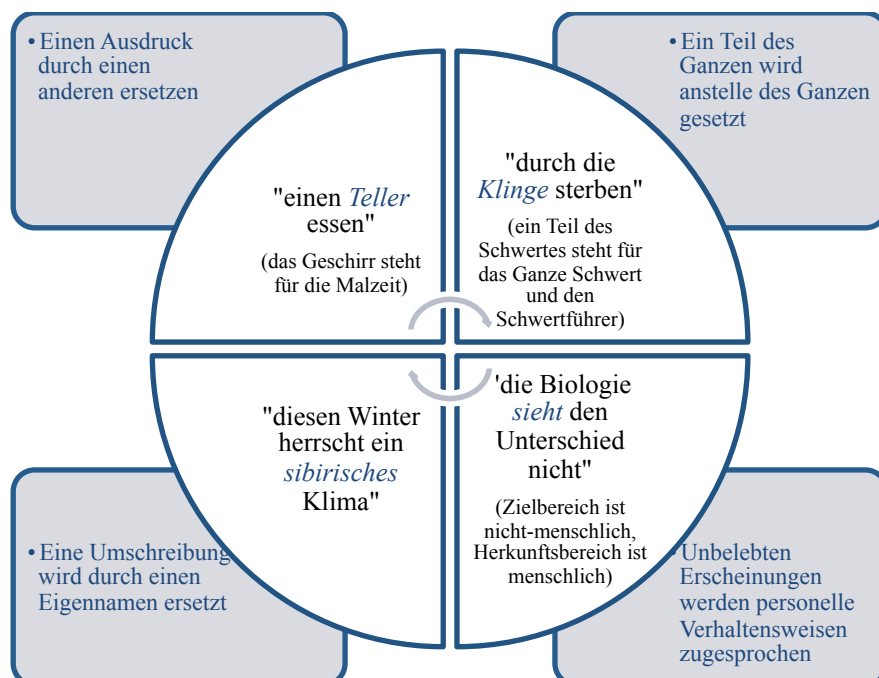 • Einen Ausdruck
durch einen
anderen ersetzen
• Ein Teil des
Ganzen wird
anstelle des Ganzen
gesetzt
"einen Teller
essen"
(das Geschirr steht
für die Malzeit)
"durch die
Klinge sterben"
(ein Teil des
Schwertes steht für
das Ganze Schwert
und den
Schwertführer)
"diesen Winter
herrscht ein
sibirisches
Klima"
'die Biologie
sieht den
Unterschied
nicht"
(Zielbereich ist
nicht-menschlich,
Herkunftsbereich ist
menschlich)
• Eine Umschreibung
wird durch einen
Eigennamen ersetzt
• Unbelebten
Erscheinungen
werden personelle
Verhaltensweisen
zugesprochen